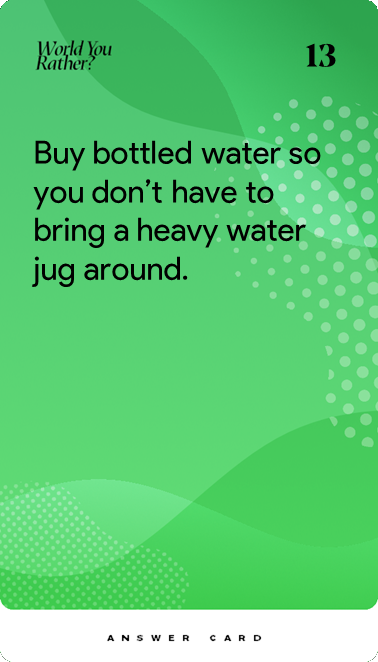 World You
Rather?
13
Buy bottled water so
you don’t have to
bring a heavy water
jug around.
ANSWER CARD